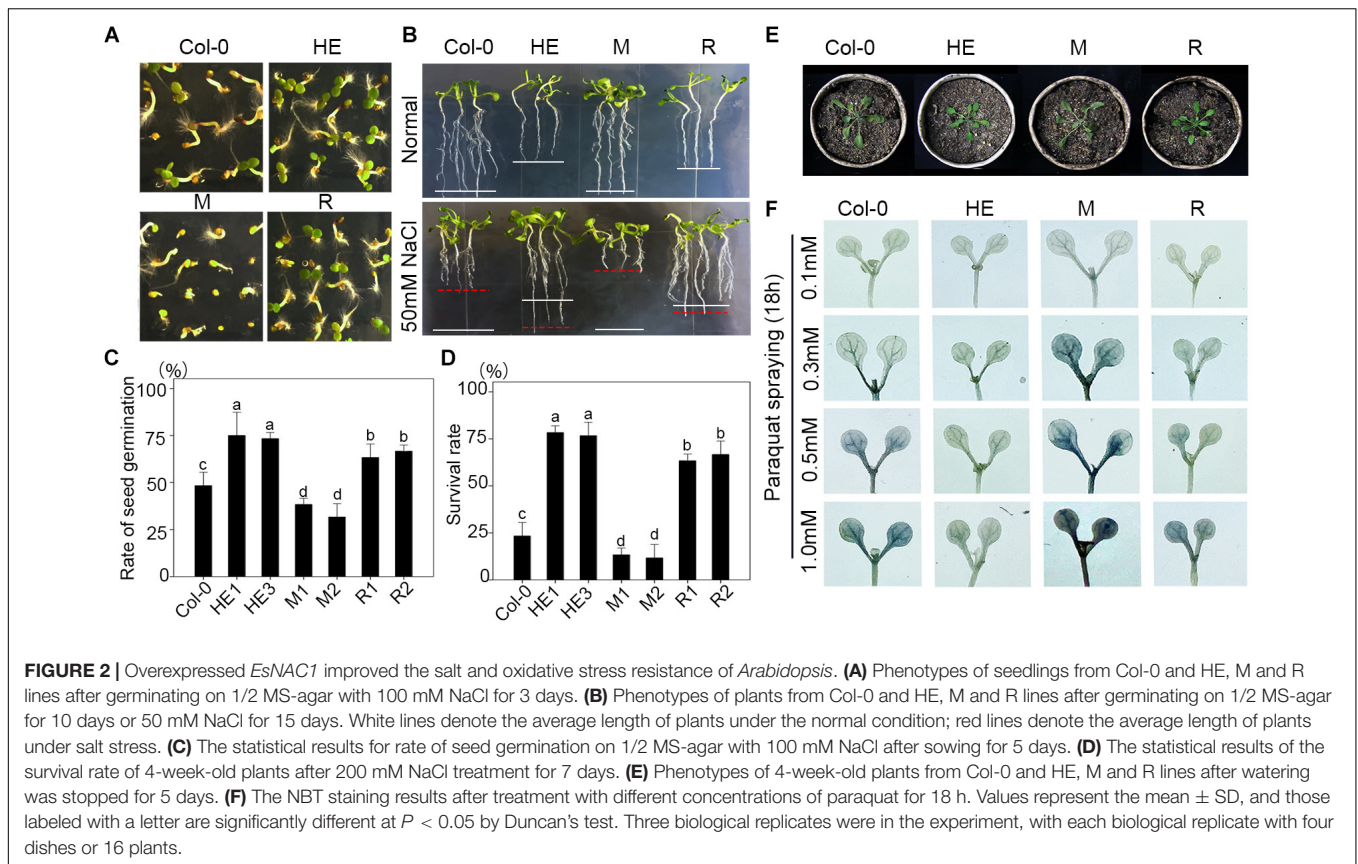 A
Col-0 HE
M R
B
Col-0 HE M R
Normal
50mM NaCl
C
(%)
Rate of seed germination
100
75
50
25
0
c a a d d b b
Col-0 HE1 HE3 M1 M2 R1 R2
D
(%)
Survival rate
100
75
50
25
0
c a a d d b b
Col-0 HE1 HE3 M1 M2 R1 R2
E
Col-0 HE M R
F
Col-0 HE M R
Paraquat spraying (18h)
0.1mM
0.3mM
0.5mM
1.0mM
FIGURE 2 | Overexpressed EsNAC1 improved the salt and oxidative stress resistance of Arabidopsis. (A) Phenotypes of seedlings from Col-0 and HE, M and R
lines after germinating on 1/2 MS-agar with 100 mM NaCl for 3 days. (B) Phenotypes of plants from Col-0 and HE, M and R lines after germinating on 1/2 MS-agar
for 10 days or 50 mM NaCl for 15 days. White lines denote the average length of plants under the normal condition; red lines denote the average length of plants
under salt stress. (C) The statistical results for rate of seed germination on 1/2 MS-agar with 100 mM NaCl after sowing for 5 days. (D) The statistical results of the
survival rate of 4-week-old plants after 200 mM NaCl treatment for 7 days. (E) Phenotypes of 4-week-old plants from Col-0 and HE, M and R lines after watering
was stopped for 5 days. (F) The NBT staining results after treatment with different concentrations of paraquat for 18 h. Values represent the mean ± SD, and those
labeled with a letter are significantly different at P < 0.05 by Duncan's test. Three biological replicates were in the experiment, with each biological replicate with four
dishes or 16 plants.